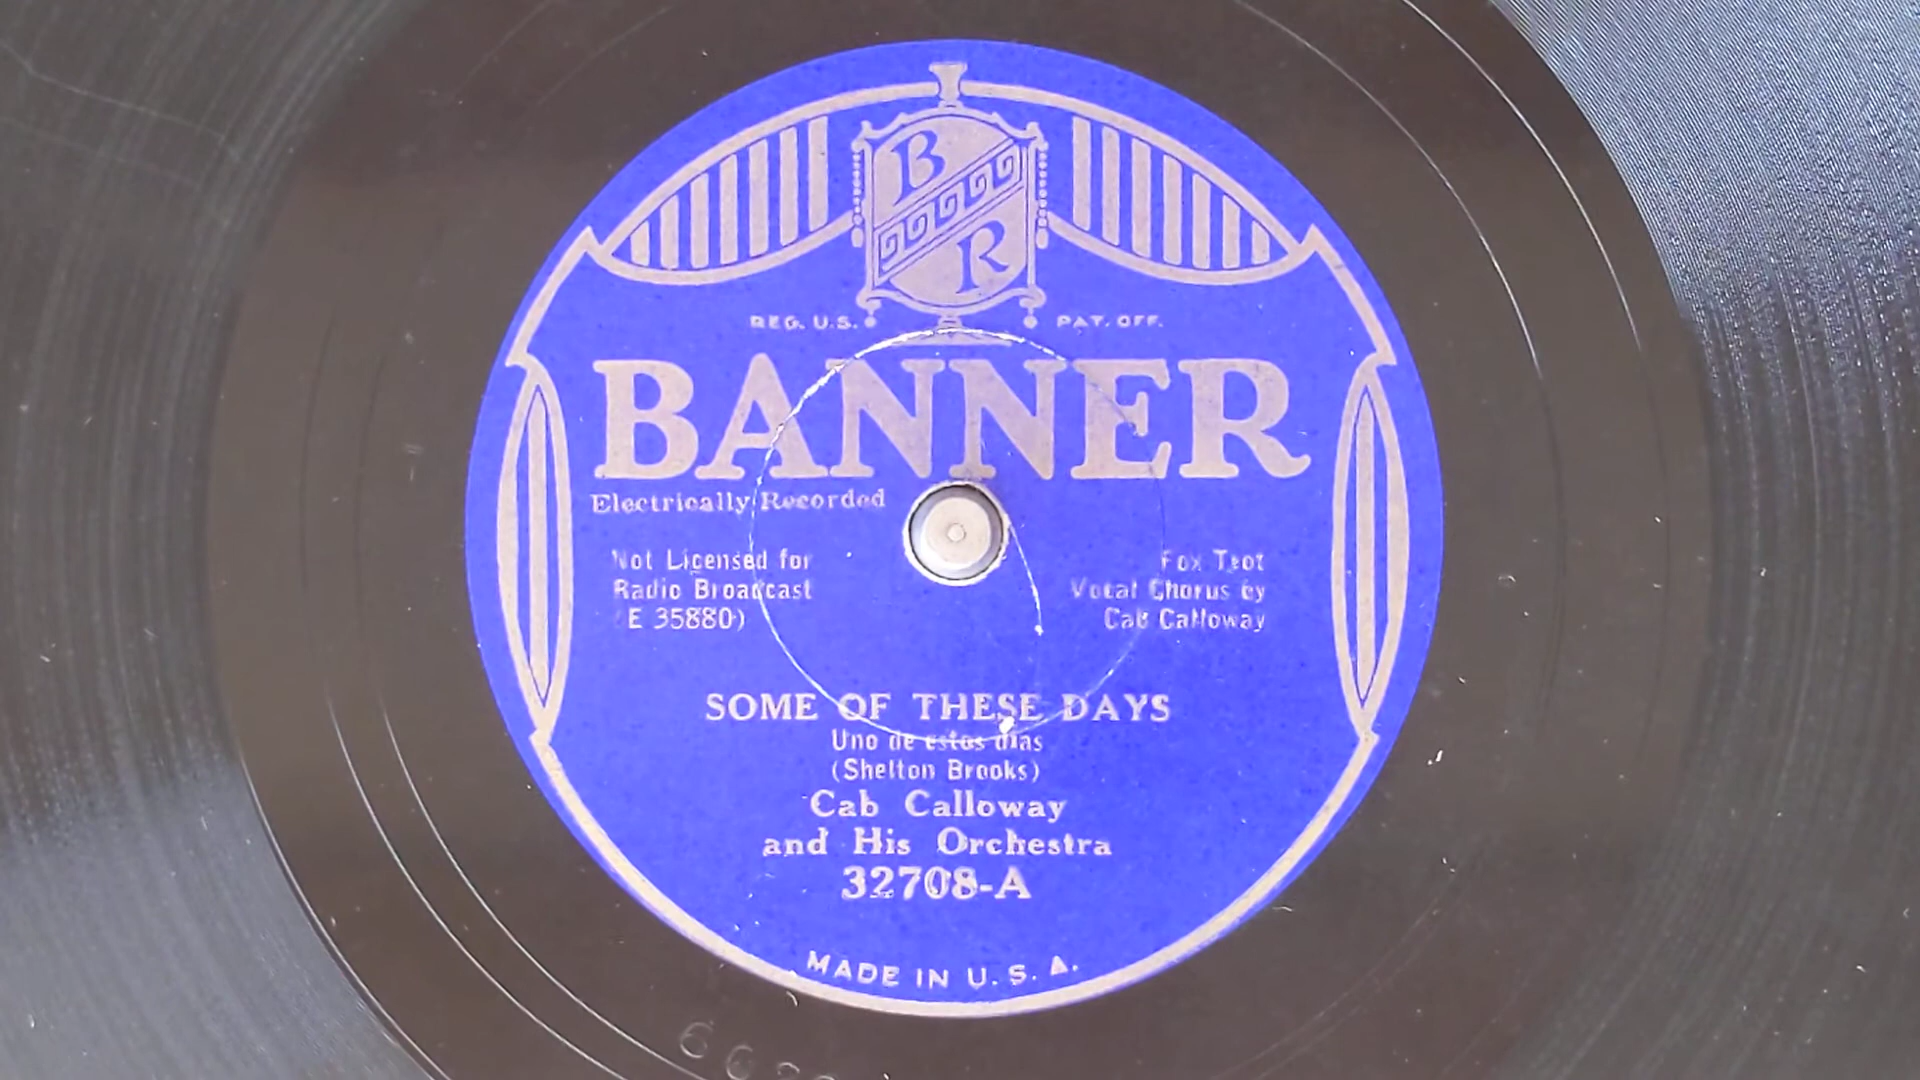 B
R
REG. U.S. PAT. OFF.
BANNER
Electrically Recorded
Not Licensed for
Radio Broadcast
(E 35880)
Fox Trot
Vocal Chorus by
Cab Calloway
SOME OF THESE DAYS
Uno de estos dias
(Shelton Brooks)
Cab Calloway
and His Orchestra
32708-A
MADE IN U. S. A.